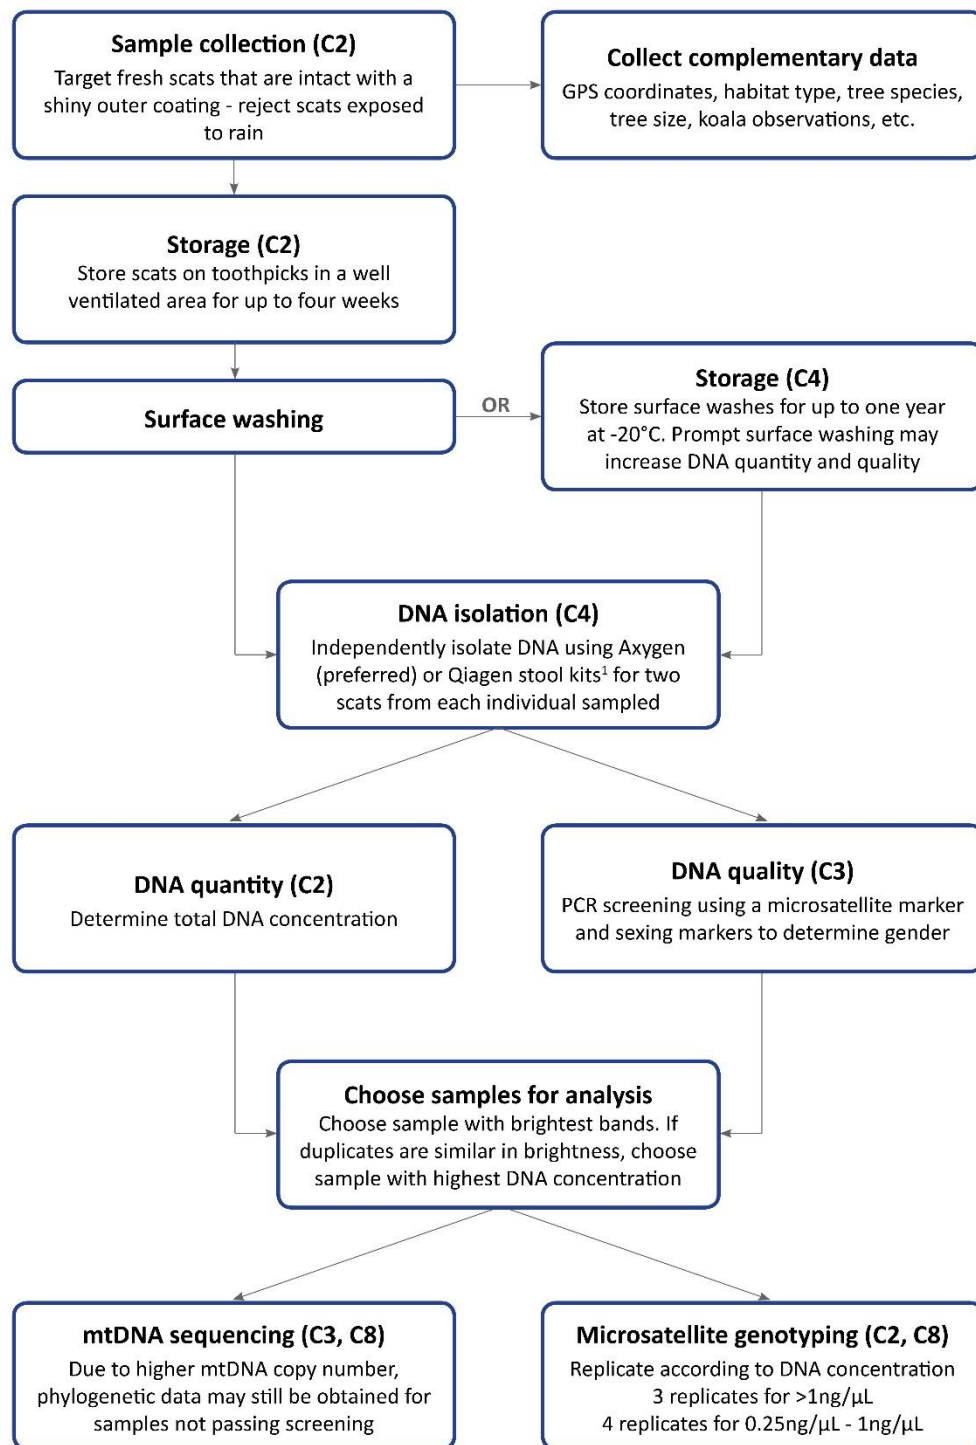 Sample collection (C2)
Target fresh scats that are intact with a
shiny outer coating - reject scats exposed
to rain
Collect complementary data
GPS coordinates, habitat type, tree species,
tree size, koala observations, etc.
Storage (C2)
Store scats on toothpicks in a well
ventilated area for up to four weeks
Surface washing
OR
Storage (C4)
Store surface washes for up to one year
at -20°C. Prompt surface washing may
increase DNA quantity and quality
DNA isolation (C4)
Independently isolate DNA using Axygen
(preferred) or Qiagen stool kits¹ for two
scats from each individual sampled
DNA quantity (C2)
Determine total DNA concentration
DNA quality (C3)
PCR screening using a microsatellite marker
and sexing markers to determine gender
Choose samples for analysis
Choose sample with brightest bands. If
duplicates are similar in brightness, choose
sample with highest DNA concentration
mtDNA sequencing (C3, C8)
Due to higher mtDNA copy number,
phylogenetic data may still be obtained for
samples not passing screening
Microsatellite genotyping (C2, C8)
Replicate according to DNA concentration
3 replicates for >1ng/µL
4 replicates for 0.25ng/µL - 1ng/µL